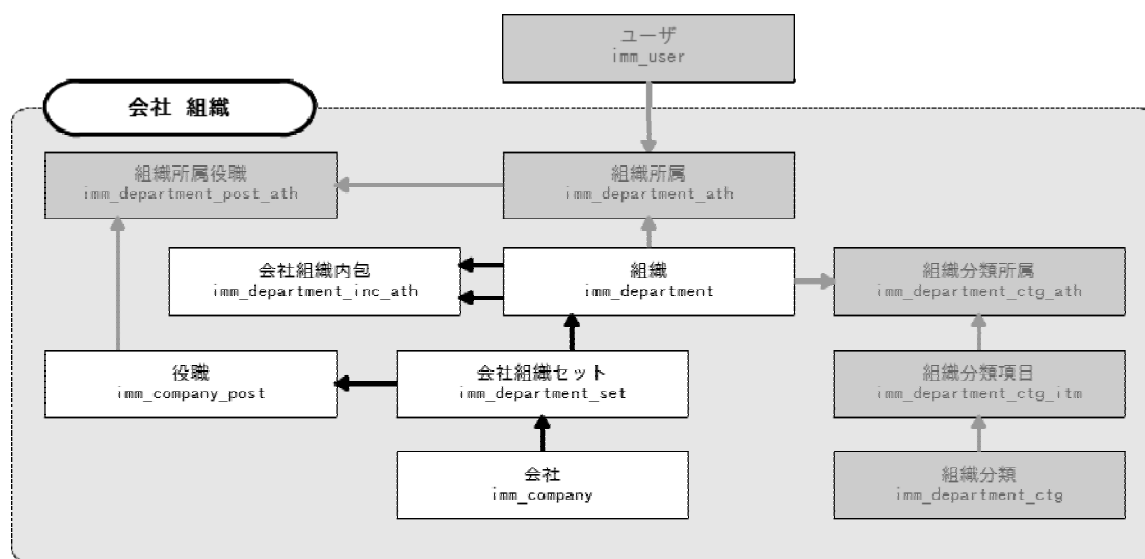 ユーザ
imm_user
会社 組織
組織所属役職
imm_department_post_ath
組織所属
imm_department_ath
会社組織内包
imm_department_inc_ath
組織
imm_department
組織分類所属
imm_department_ctg_ath
役職
imm_company_post
会社組織セット
imm_department_set
組織分類項目
imm_department_ctg_itm
会社
imm_company
組織分類
imm_department_ctg